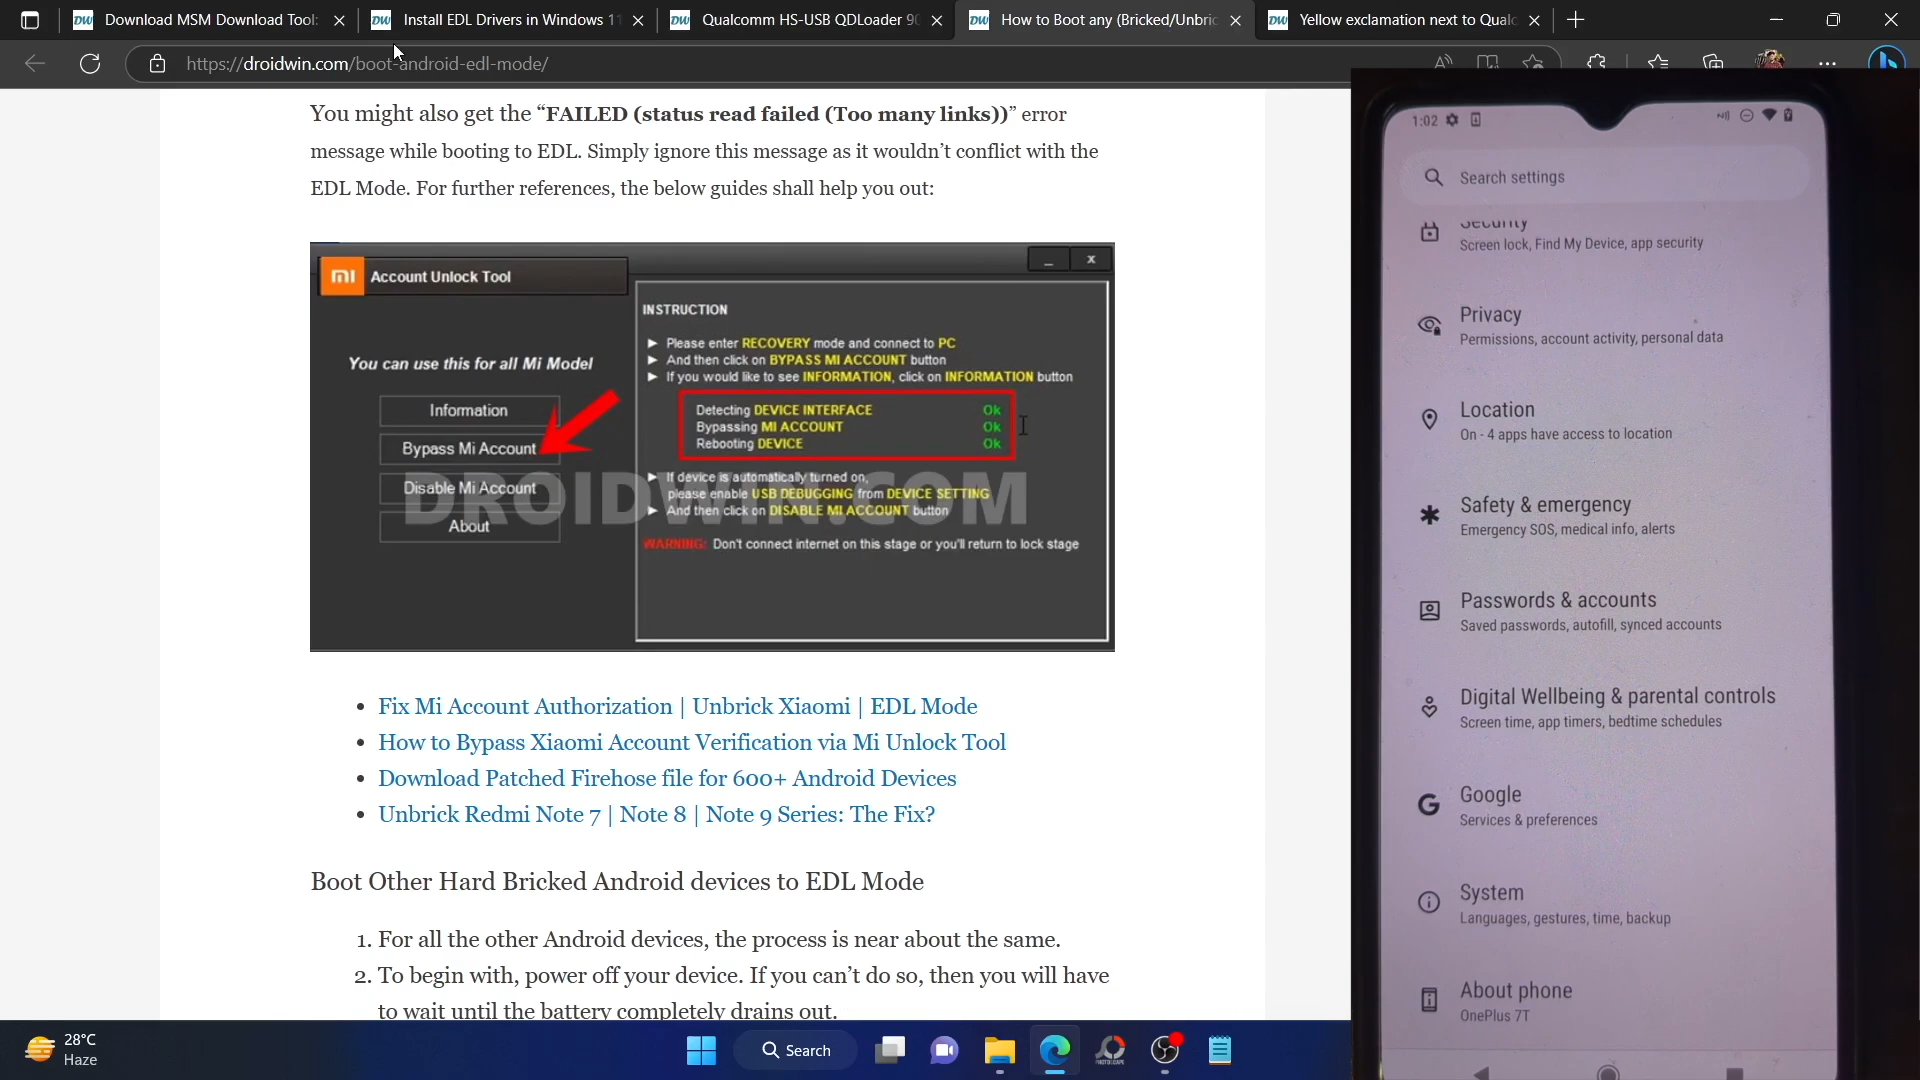 Download MSM Download Tool:
Install EDL Drivers in Windows 11
Qualcomm HS-USB QDLoader 90
How to Boot any (Bricked/Unbric
Yellow exclamation next to Qualc
https://droidwin.com/boot-android-edl-mode/
You might also get the “FAILED (status read failed (Too many links))” error
message while booting to EDL. Simply ignore this message as it wouldn’t conflict with the
EDL Mode. For further references, the below guides shall help you out:
Account Unlock Tool
You can use this for all Mi Model
Information
Bypass Mi Account
Disable Mi Account
About
INSTRUCTION
Please enter RECOVERY mode and connect to PC
And then click on BYPASS MI ACCOUNT button
If you would like to see INFORMATION, click on INFORMATION button
Detecting DEVICE INTERFACE Ok
Bypassing MI ACCOUNT Ok
Rebooting DEVICE Ok
If device is automatically turned on,
please enable USB DEBUGGING from DEVICE SETTING
And then click on DISABLE MI ACCOUNT button
WARNING: Don't connect internet on this stage or you'll return to lock stage
DROIDWIN.COM
• Fix Mi Account Authorization | Unbrick Xiaomi | EDL Mode
• How to Bypass Xiaomi Account Verification via Mi Unlock Tool
• Download Patched Firehose file for 600+ Android Devices
• Unbrick Redmi Note 7 | Note 8 | Note 9 Series: The Fix?
Boot Other Hard Bricked Android devices to EDL Mode
1. For all the other Android devices, the process is near about the same.
2. To begin with, power off your device. If you can’t do so, then you will have
to wait until the battery completely drains out.
28°C
Haze
Search
1:02
Search settings
Security
Screen lock, Find My Device, app security
Privacy
Permissions, account activity, personal data
Location
On - 4 apps have access to location
Safety & emergency
Emergency SOS, medical info, alerts
Passwords & accounts
Saved passwords, autofill, synced accounts
Digital Wellbeing & parental controls
Screen time, app timers, bedtime schedules
Google
Services & preferences
System
Languages, gestures, time, backup
About phone
OnePlus 7T